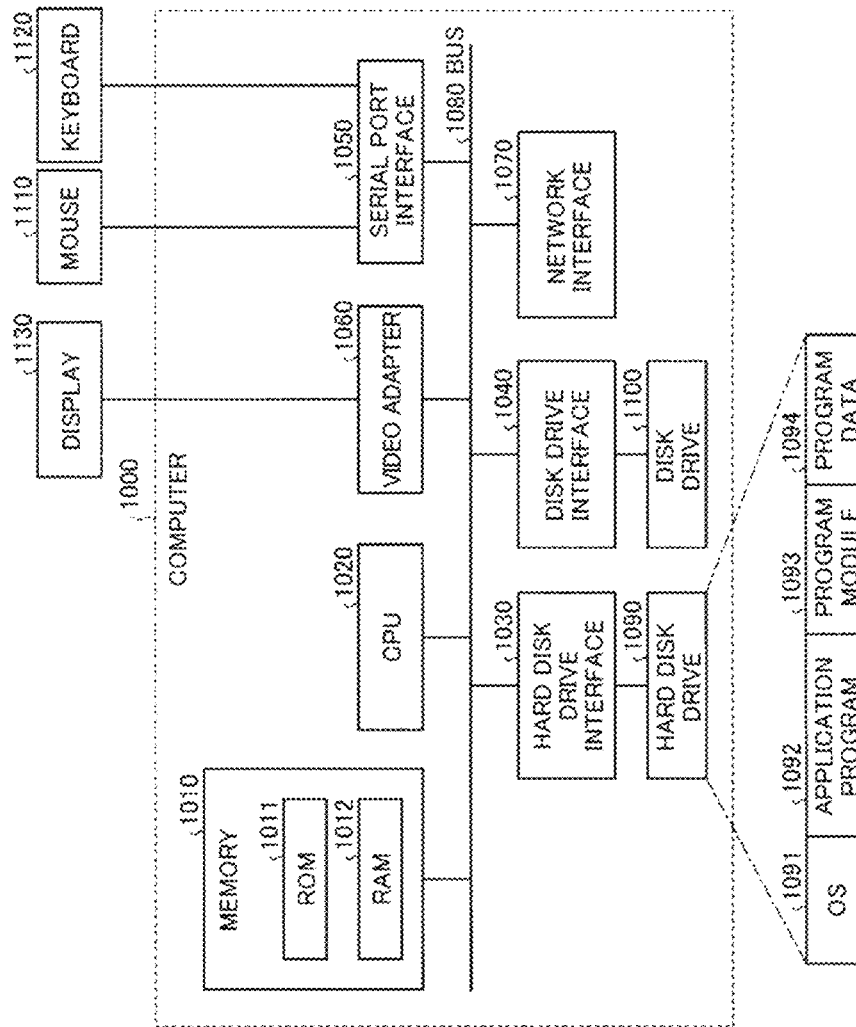 1130
DISPLAY
1110
MOUSE
1120
KEYBOARD
1000
COMPUTER
1010
MEMORY
1011
ROM
1012
RAM
1020
CPU
1060
VIDEO ADAPTER
1050
SERIAL PORT
INTERFACE
1080 BUS
1030
HARD DISK
DRIVE
INTERFACE
1040
DISK DRIVE
INTERFACE
1070
NETWORK
INTERFACE
1090
HARD DISK
DRIVE
1100
DISK
DRIVE
1091
OS
1092
APPLICATION
PROGRAM
1093
PROGRAM
MODULE
1094
PROGRAM
DATA